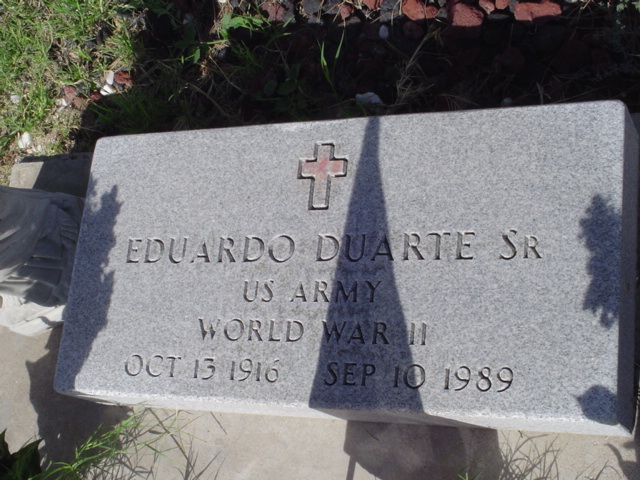 EDUARDO DUARTE SR
US ARMY
WORLD WAR II
OCT 13 1916 SEP 10 1989